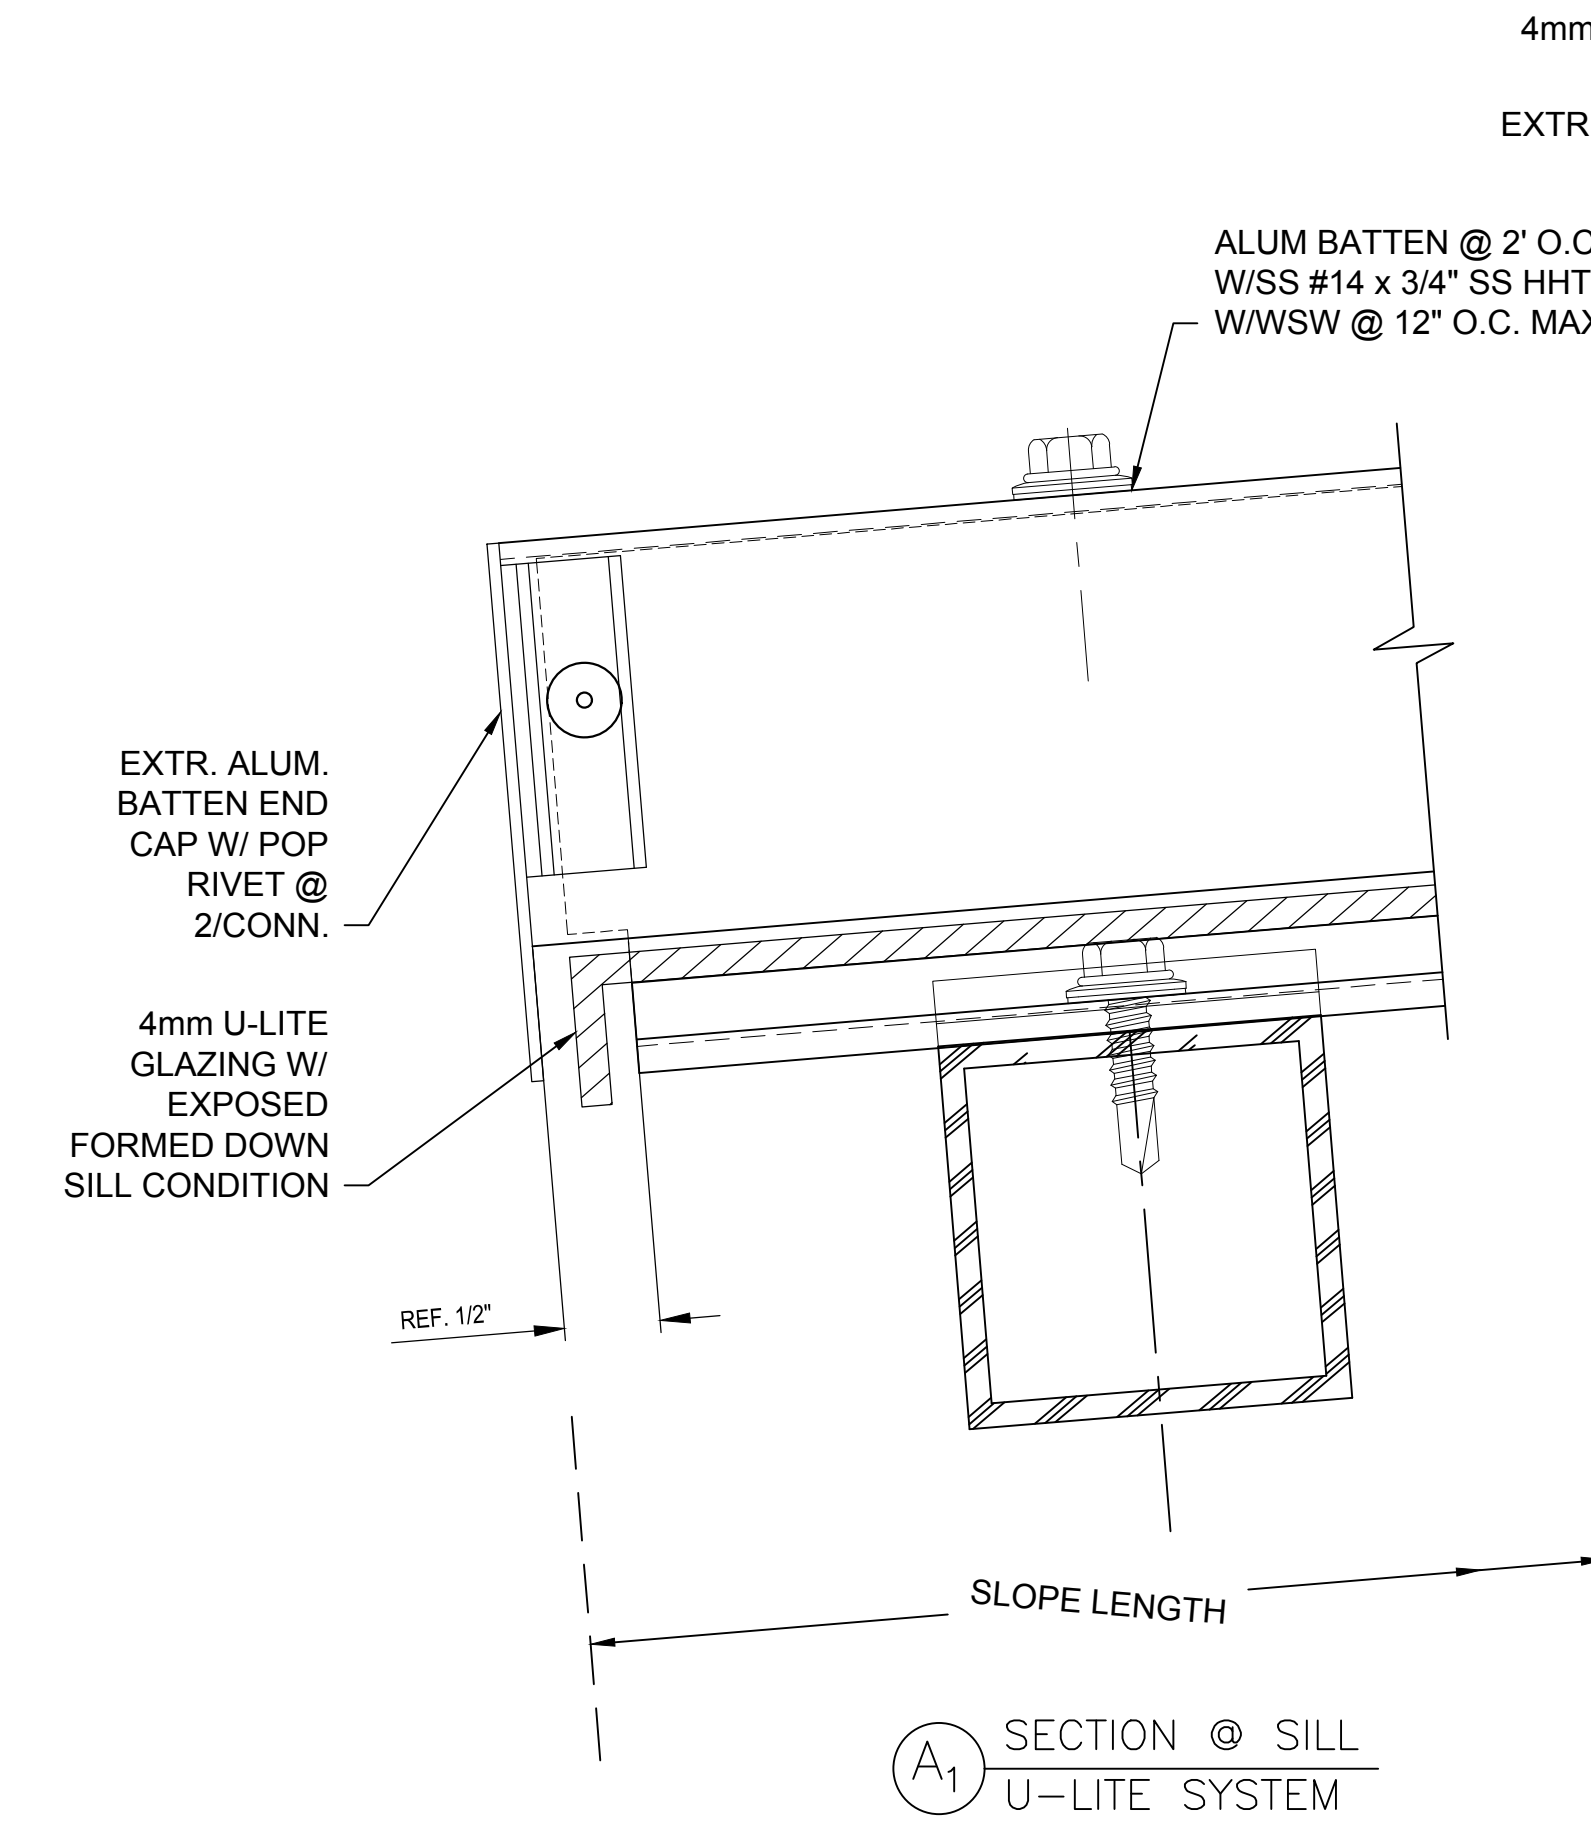 4mm
EXTR
ALUM BATTEN @ 2' O.C
W/SS #14 x 3/4" SS HHT
W/WSW @ 12" O.C. MAX
EXTR. ALUM.
BATTEN END
CAP W/ POP
RIVET @
2/CONN.
4mm U-LITE
GLAZING W/
EXPOSED
FORMED DOWN
SILL CONDITION
REF. 1/2"
SLOPE LENGTH
A1
SECTION @ SILL
U-LITE SYSTEM